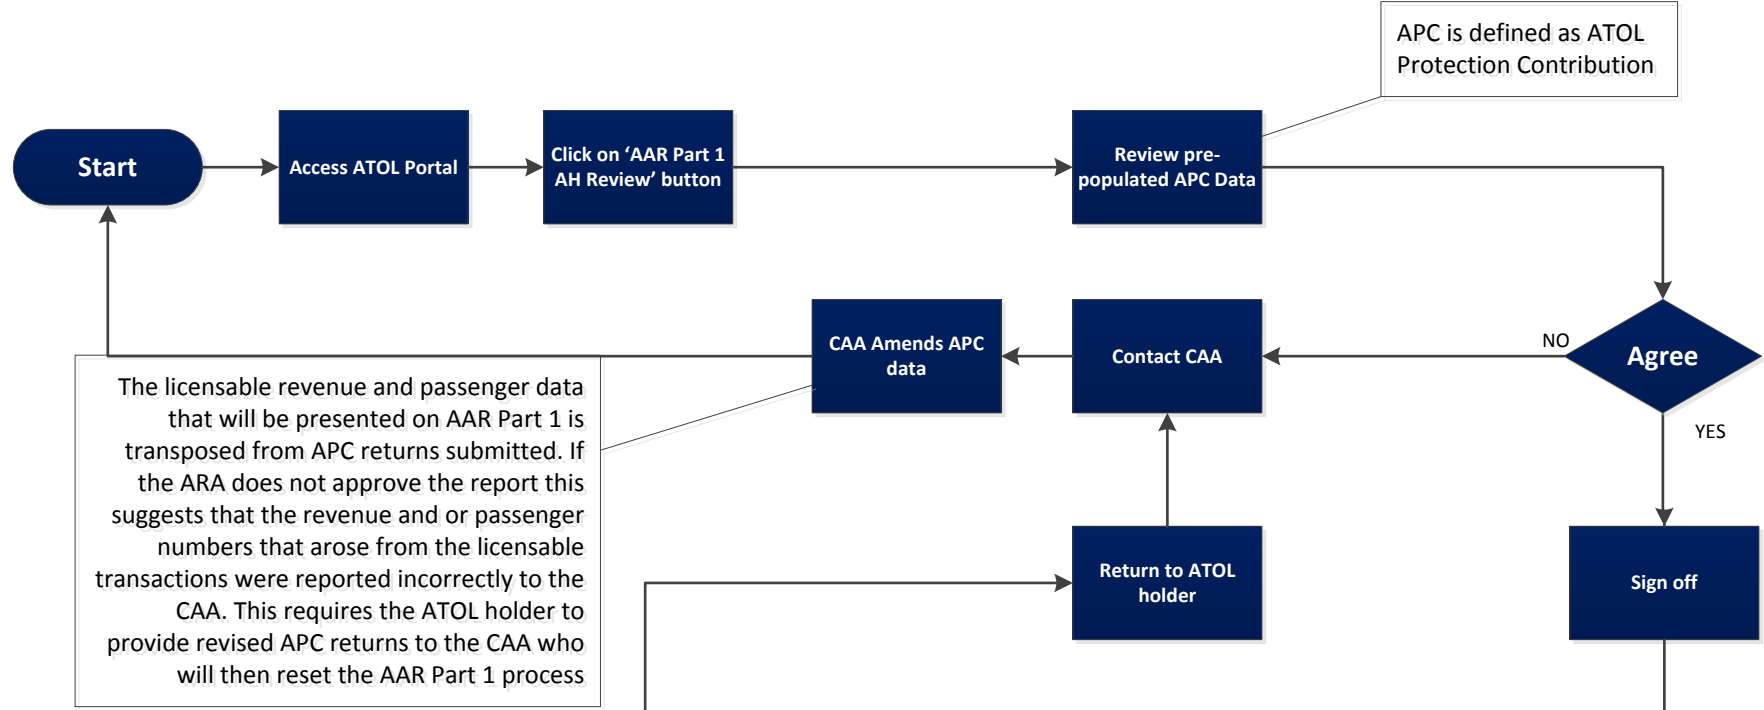 APC is defined as ATOL
Protection Contribution
Start
Access ATOL Portal
Click on ‘AAR Part 1
AH Review’ button
Review pre-
populated APC Data
CAA Amends APC
data
Contact CAA
NO
Agree
YES
The licensable revenue and passenger data
that will be presented on AAR Part 1 is
transposed from APC returns submitted. If
the ARA does not approve the report this
suggests that the revenue and or passenger
numbers that arose from the licensable
transactions were reported incorrectly to the
CAA. This requires the ATOL holder to
provide revised APC returns to the CAA who
will then reset the AAR Part 1 process
Return to ATOL
holder
Sign off